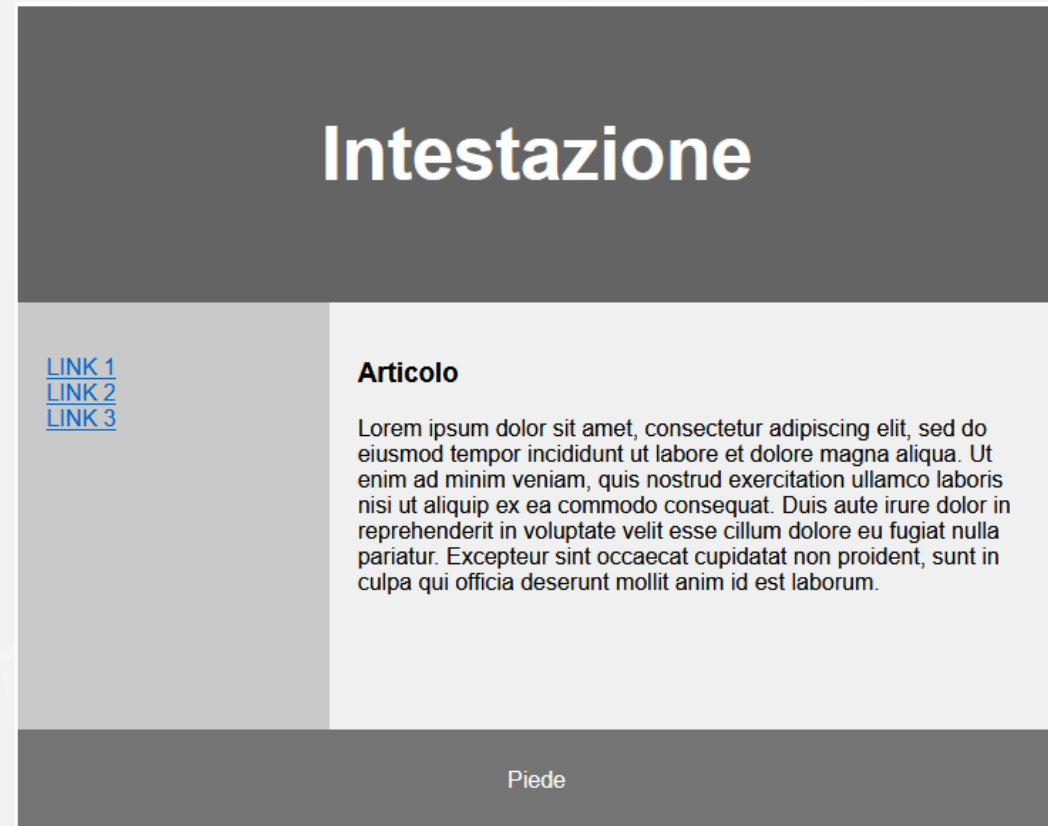 Intestazione
LINK 1
LINK 2
LINK 3
Articolo
Lorem ipsum dolor sit amet, consectetur adipiscing elit, sed do
eiusmod tempor incididunt ut labore et dolore magna aliqua. Ut
enim ad minim veniam, quis nostrud exercitation ullamco laboris
nisi ut aliquip ex ea commodo consequat. Duis aute irure dolor in
reprehenderit in voluptate velit esse cillum dolore eu fugiat nulla
pariatur. Excepteur sint occaecat cupidatat non proident, sunt in
culpa qui officia deserunt mollit anim id est laborum.
Piede